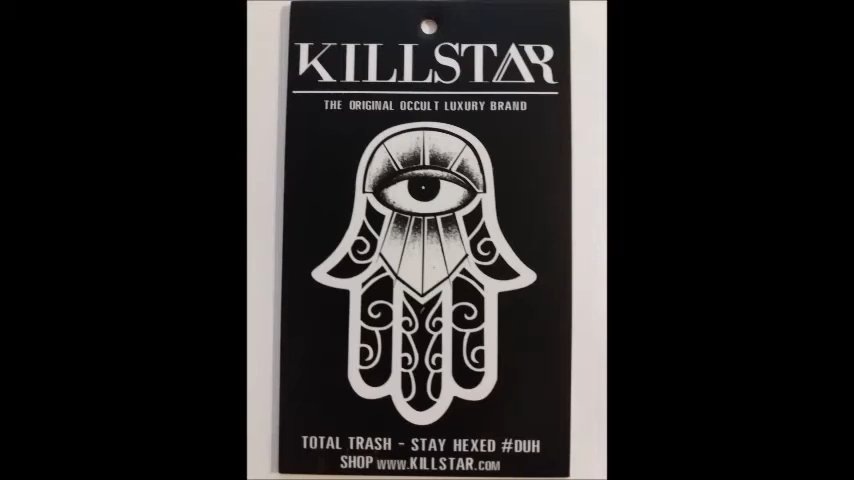 KILLSTAR
THE ORIGINAL OCCULT LUXURY BRAND
TOTAL TRASH - STAY HEXED #DUH
SHOP WWW.KILLSTAR.COM